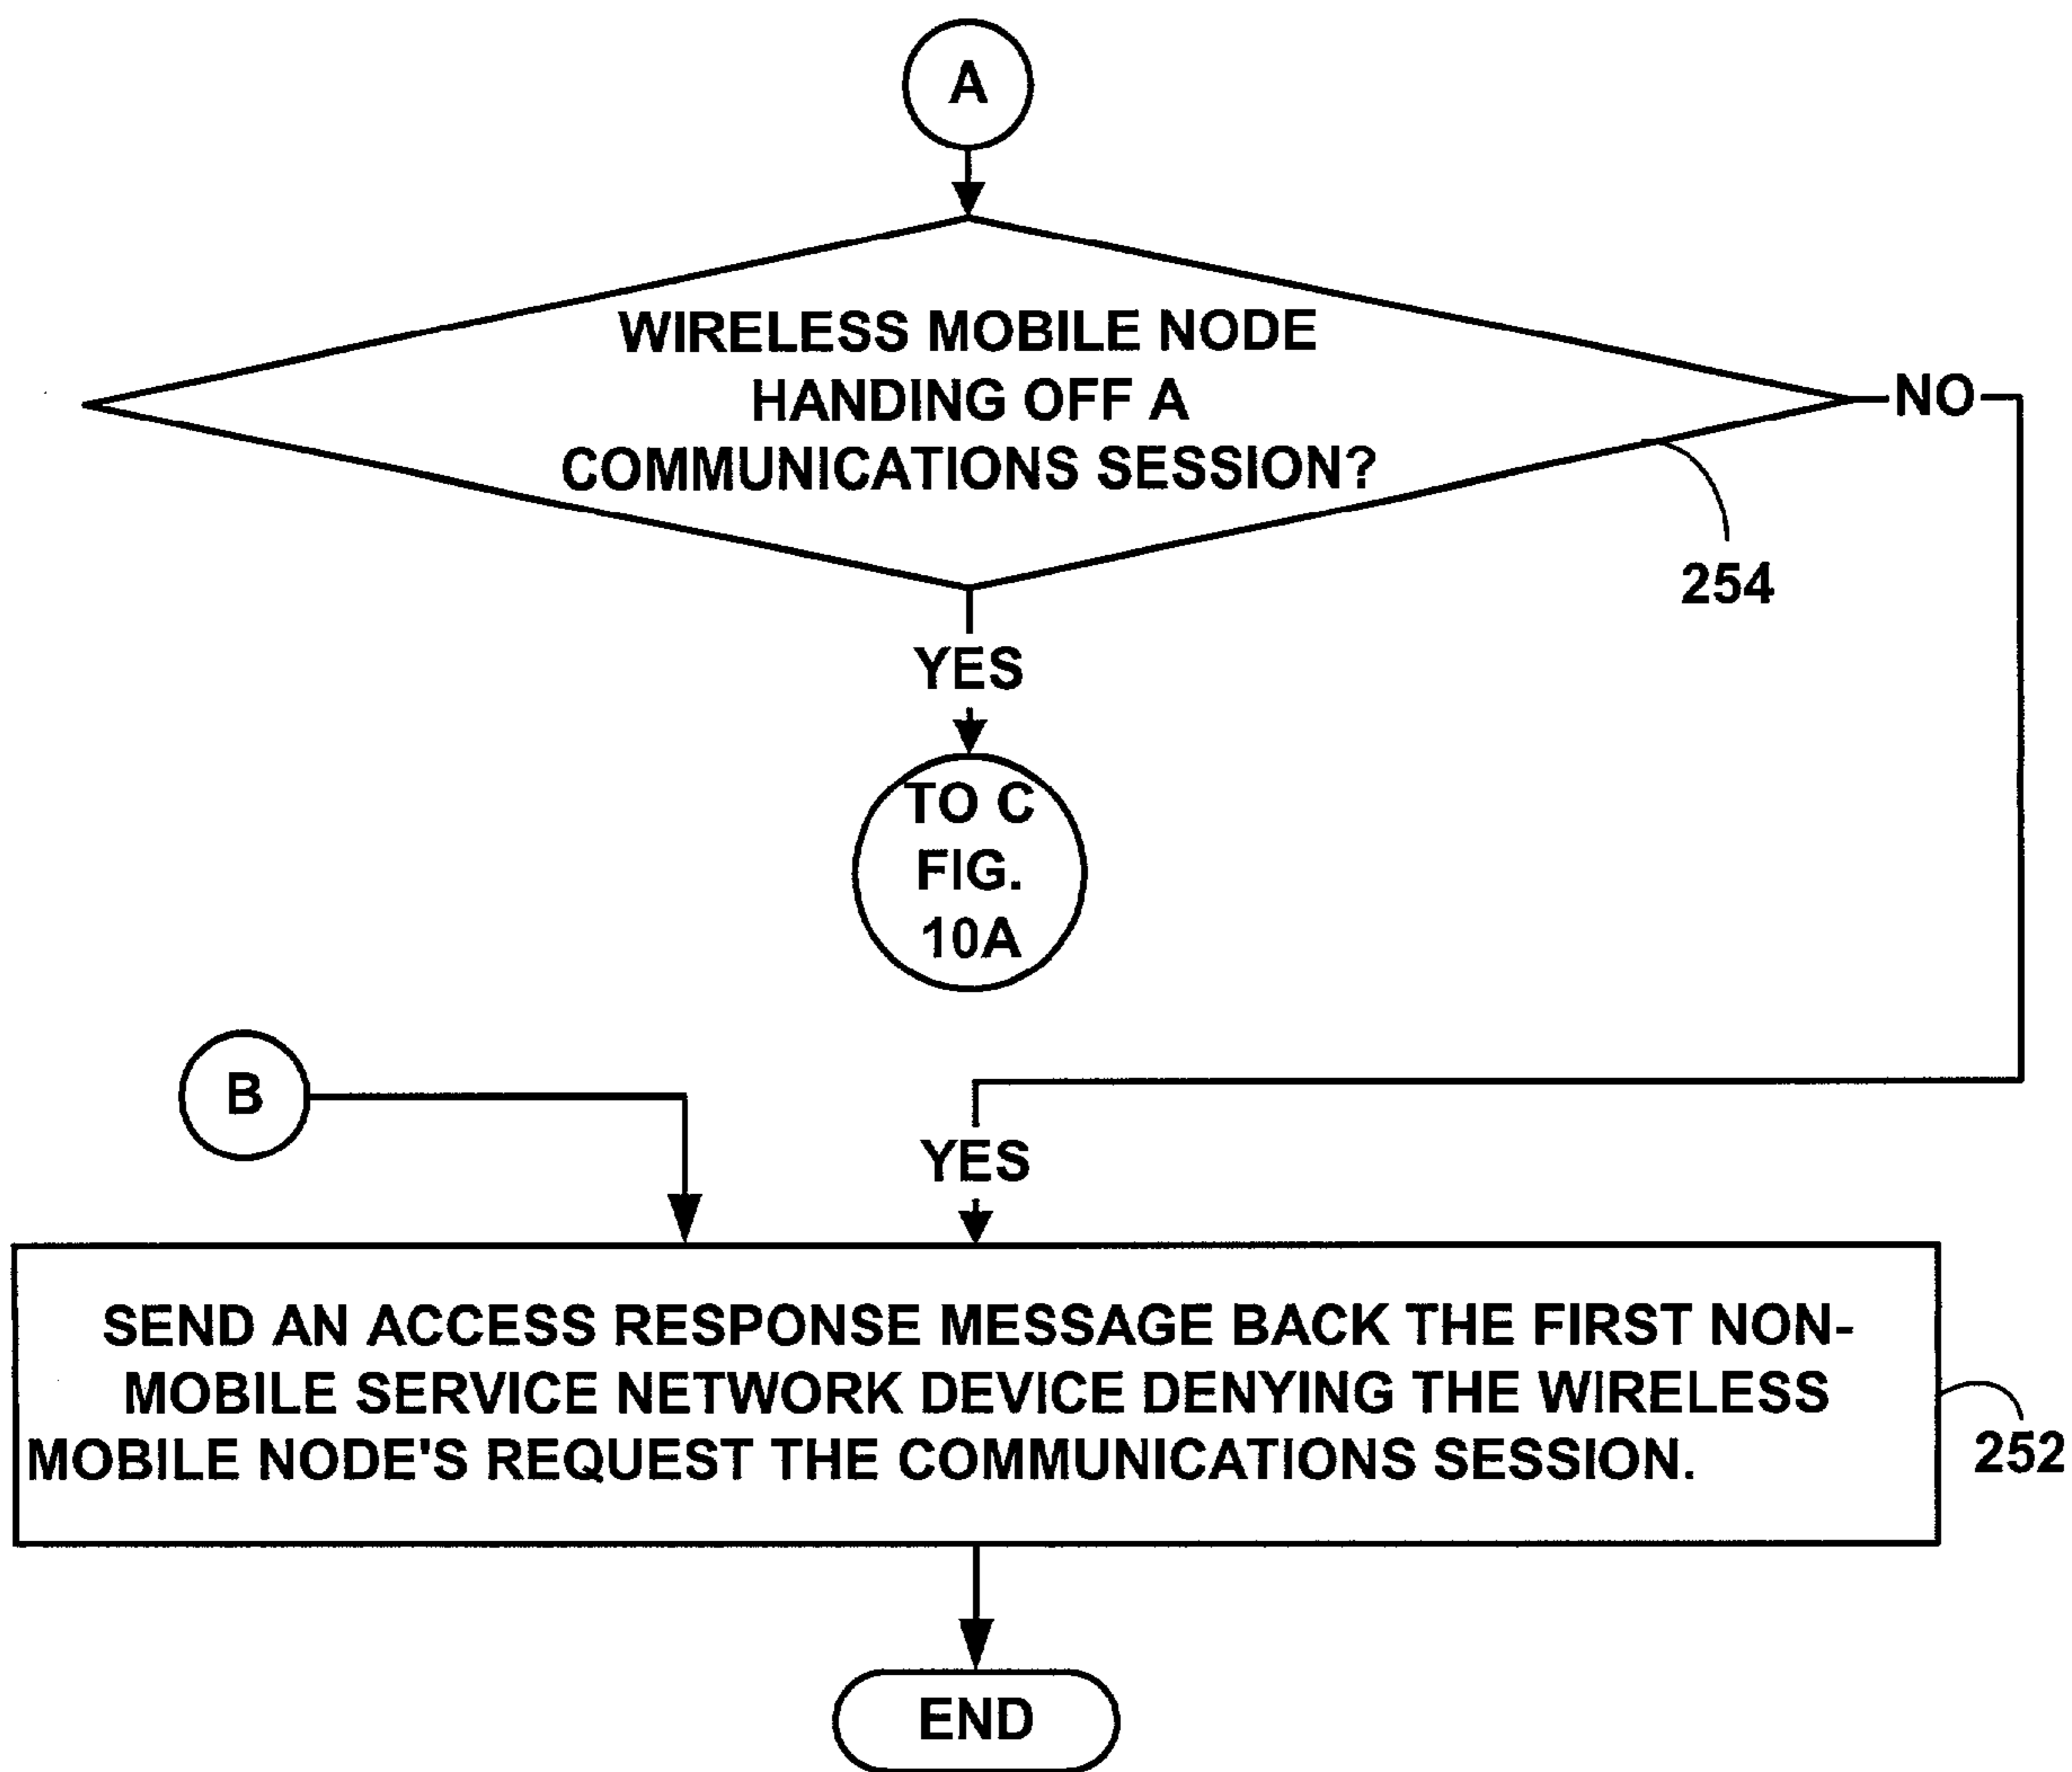 A
WIRELESS MOBILE NODE
HANDING OFF A
COMMUNICATIONS SESSION?
NO
254
YES
TO C
FIG.
10A
B
YES
SEND AN ACCESS RESPONSE MESSAGE BACK THE FIRST NON-
MOBILE SERVICE NETWORK DEVICE DENYING THE WIRELESS
MOBILE NODE'S REQUEST THE COMMUNICATIONS SESSION.
252
END